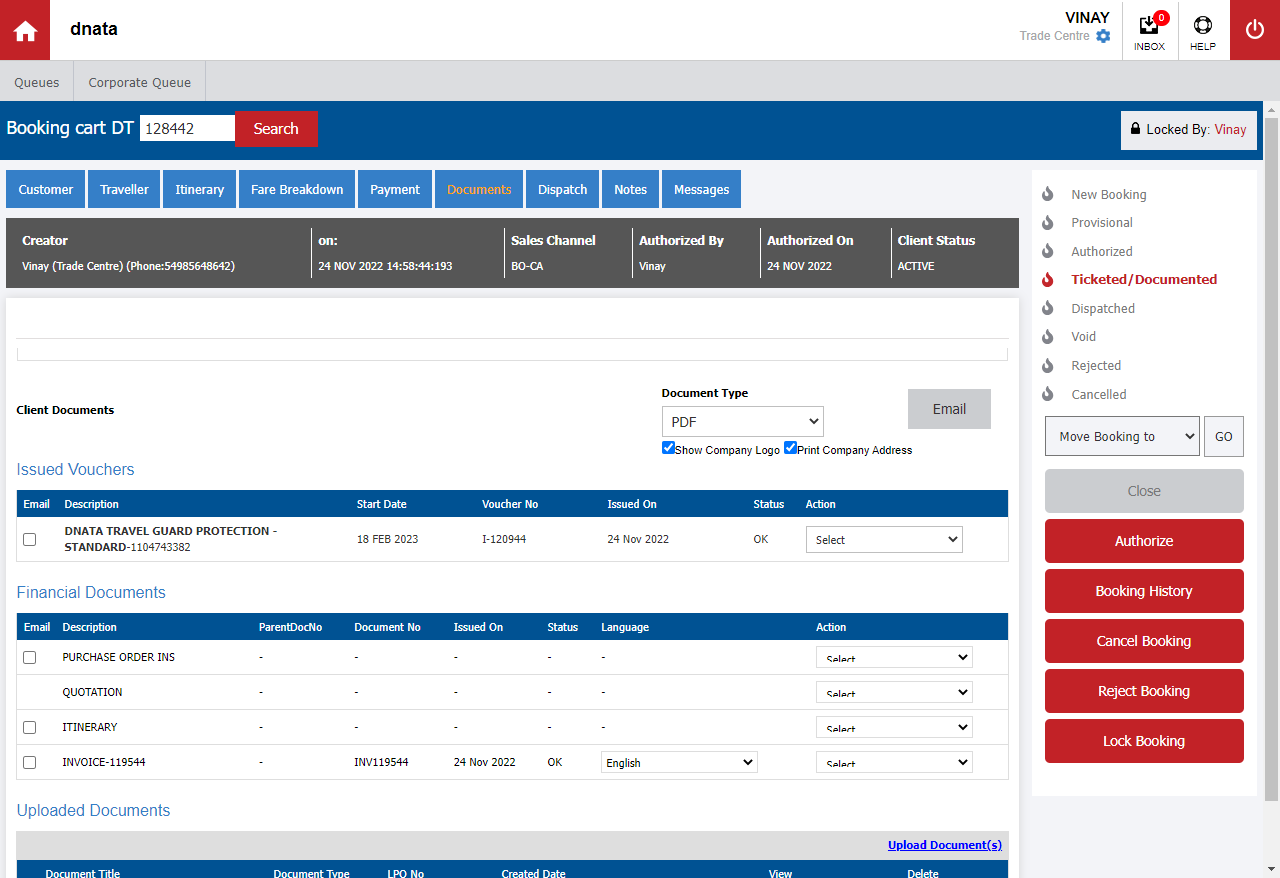 dnata
VINAY
Trade Centre
0
INBOX
HELP
Queues
Corporate Queue
Booking cart DT 128442 Search
Locked By: Vinay
Customer Traveller Itinerary Fare Breakdown Payment Documents Dispatch Notes Messages
Creator on: Sales Channel Authorized By Authorized On Client Status
Vinay (Trade Centre) (Phone:54985648642) 24 NOV 2022 14:58:44:193 BO-CA Vinay 24 NOV 2022 ACTIVE
Client Documents
Document Type
PDF
Email
Show Company Logo Print Company Address
Issued Vouchers
Email Description Start Date Voucher No Issued On Status Action
DNATA TRAVEL GUARD PROTECTION -
STANDARD-1104743382 18 FEB 2023 I-120944 24 Nov 2022 OK Select
Financial Documents
Email Description ParentDocNo Document No Issued On Status Language Action
PURCHASE ORDER INS - - - - - Select
QUOTATION - - - - - Select
ITINERARY - - - - - Select
INVOICE-119544 - INV119544 24 Nov 2022 OK English Select
Uploaded Documents
Upload Document(s)
Document Title Document Type LPO No Created Date View Delete
New Booking
Provisional
Authorized
Ticketed/Documented
Dispatched
Void
Rejected
Cancelled
Move Booking to GO
Close
Authorize
Booking History
Cancel Booking
Reject Booking
Lock Booking